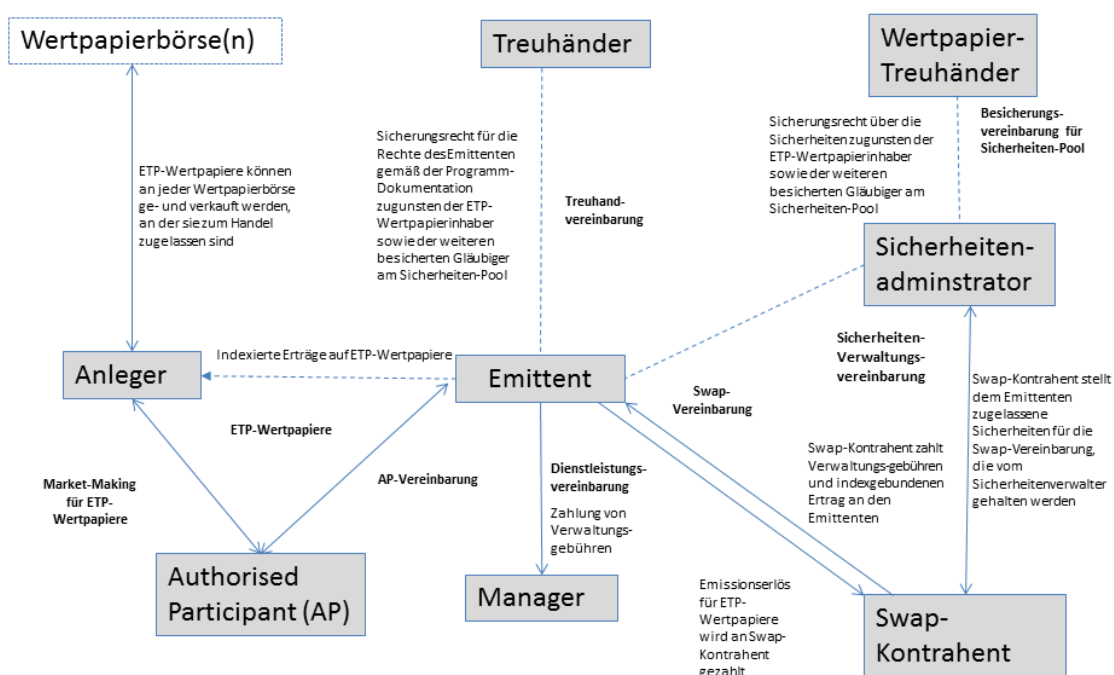 Wertpapierbörse(n)
Treuhänder
Wertpapier-
Treuhänder
ETP-Wertpapiere können
an jeder Wertpapierbörse
ge- und verkauft werden,
an der sie zum Handel
zugelassen sind
Sicherungsrecht für die
Rechte des Emittenten
gemäß der Programm-
Dokumentation
zugunsten der ETP-
Wertpapierinhaber
sowie der weiteren
besicherten Gläubiger
am Sicherheiten-Pool
Treuhand-
vereinbarung
Sicherungsrecht über die
Sicherheiten zugunsten der
ETP-Wertpapierinhaber
sowie der weiteren
besicherten Gläubiger am
Sicherheiten-Pool
Besicherungs-
vereinbarung für
Sicherheiten-Pool
Sicherheiten-
adminstrator
Anleger
Indexierte Erträge auf ETP-Wertpapiere
Emittent
Sicherheiten-
Verwaltungs-
vereinbarung
Swap-
Vereinbarung
Swap-Kontrahent stellt
dem Emittenten
zugelassene
Sicherheiten für die
Swap-Vereinbarung,
die vom
Sicherheitenverwalter
gehalten werden
ETP-Wertpapiere
Market-Making
für ETP-
Wertpapiere
AP-Vereinbarung
Dienstleistungs-
vereinbarung
Zahlung von
Verwaltungs-
gebühren
Swap-Kontrahent zahlt
Verwaltungs-gebühren
und indexgebundenen
Ertrag an den
Emittenten
Authorised
Participant (AP)
Manager
Emissionserlös
für ETP-
Wertpapiere
wird an Swap-
Kontrahent
gezahlt
Swap-
Kontrahent